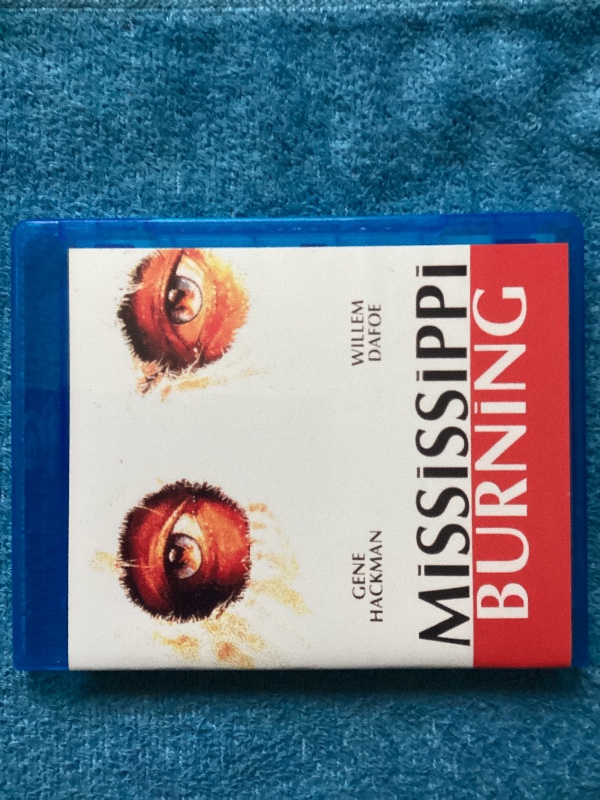 GENE
HACKMAN
WILLEM
DAFOE
MiSSiSSiPPi
BURNiNG